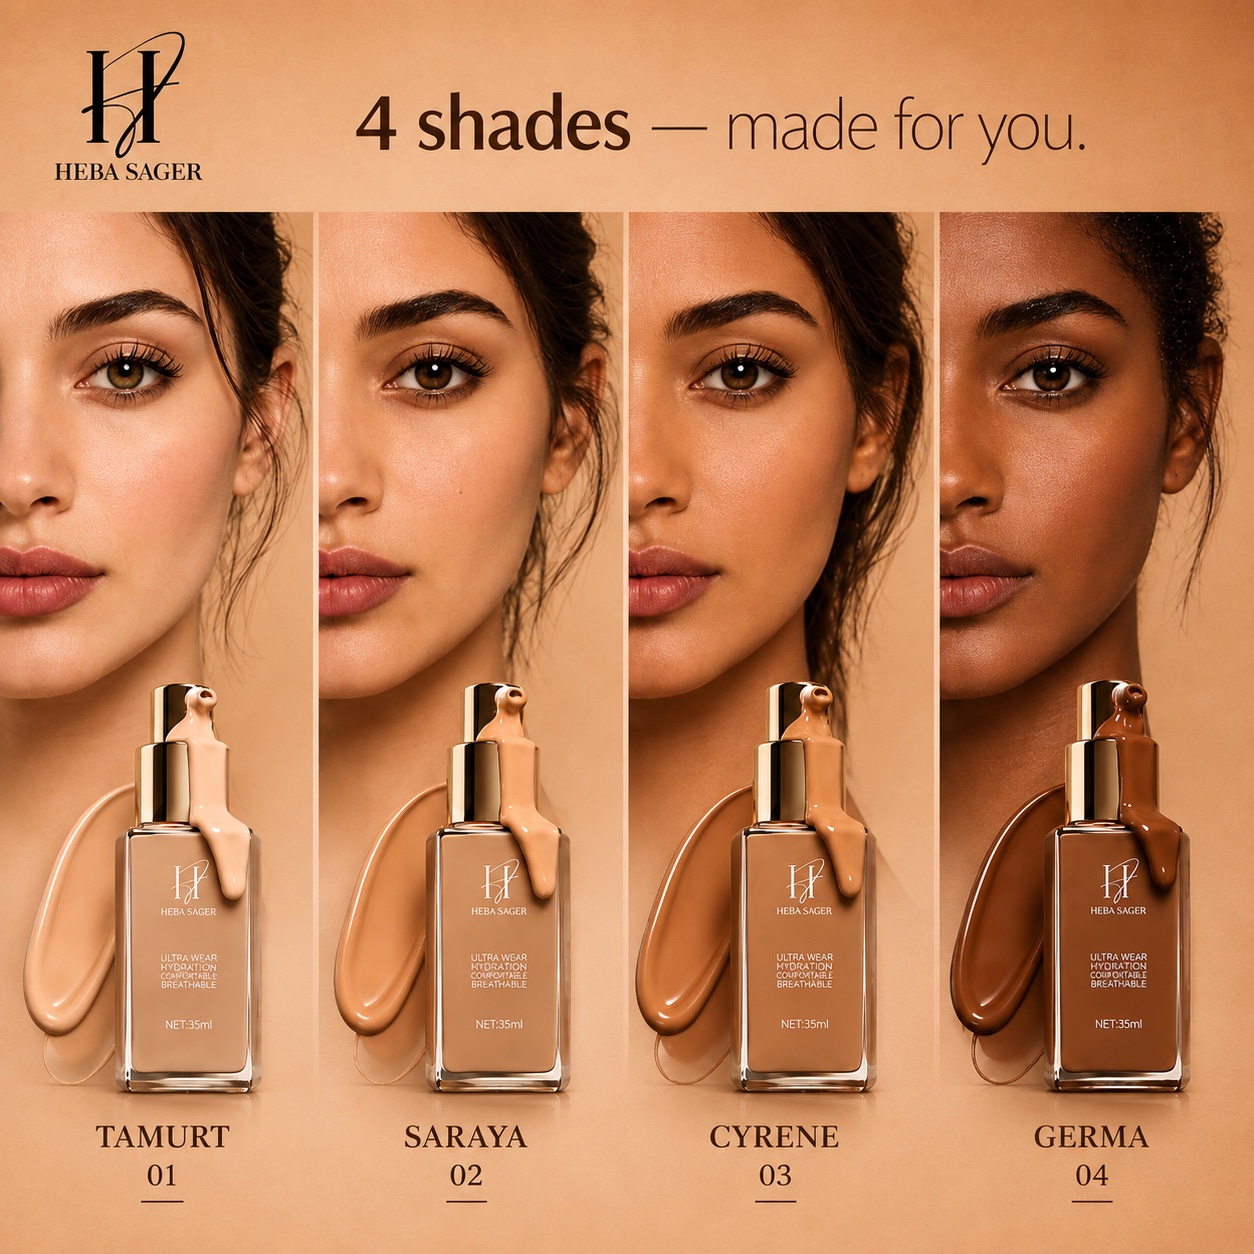 HEBA SAGER
4 shades — made for you.
HEBA SAGER
ULTRA WEAR
HYDRATION
COMFORTABLE
BREATHABLE
NET:35ml
HEBA SAGER
ULTRA WEAR
HYDRATION
COMFORTABLE
BREATHABLE
NET:35ml
HEBA SAGER
ULTRA WEAR
HYDRATION
COMFORTABLE
BREATHABLE
NET:35ml
HEBA SAGER
ULTRA WEAR
HYDRATION
COMFORTABLE
BREATHABLE
NET:35ml
TAMURT
01
SARAYA
02
CYRENE
03
GERMA
04